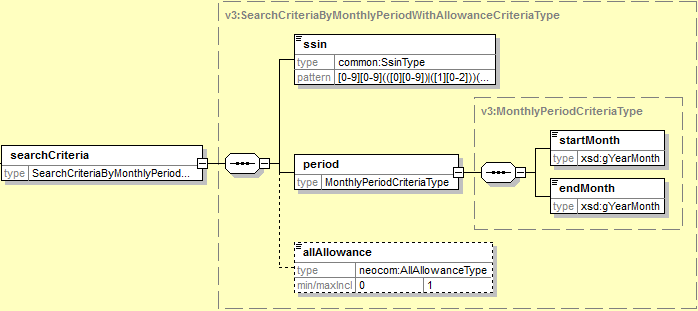 v3:SearchCriteriaByMonthlyPeriodWithAllowanceCriteriaType
ssin
type common:SsinType
pattern [0-9][0-9](([0][0-9])|([1][0-2]))(...
v3:MonthlyPeriodCriteriaType
startMonth
type xsd:gYearMonth
searchCriteria
type SearchCriteriaByMonthlyPeriod...
period
type MonthlyPeriodCriteriaType
endMonth
type xsd:gYearMonth
allAllowance
type neocom:AllAllowanceType
min/maxIncl 0 1